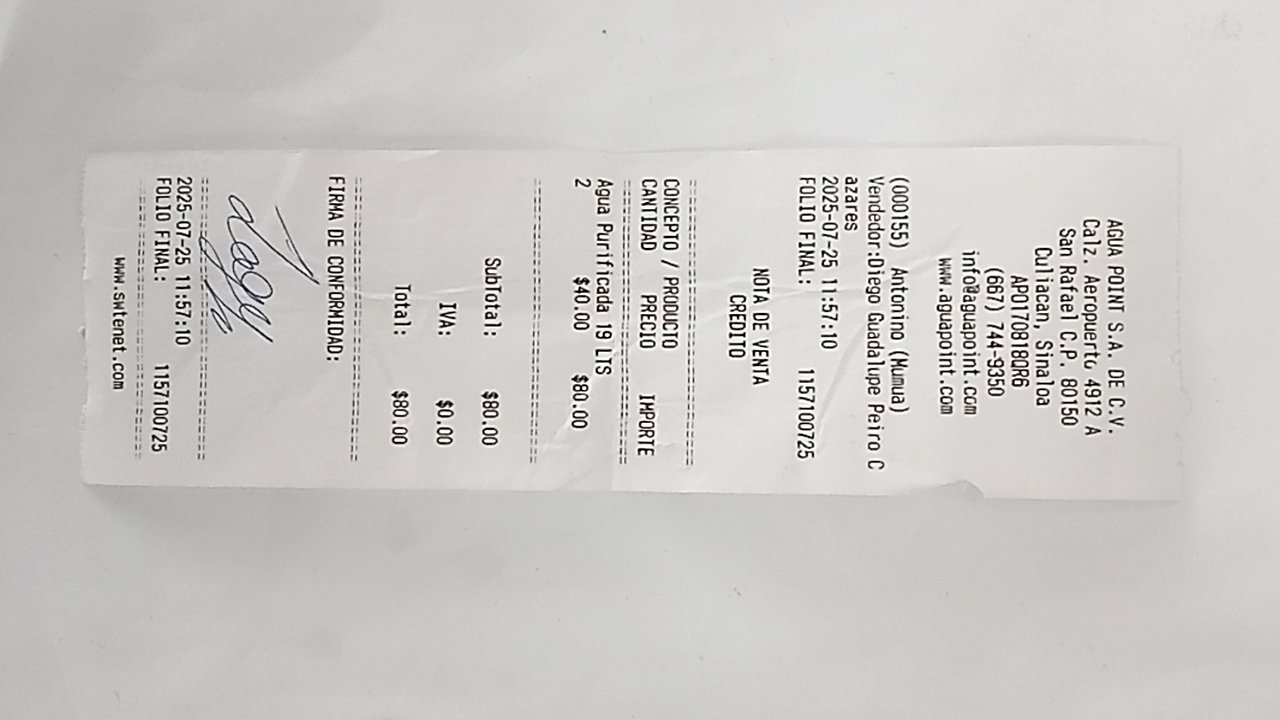 AGUA POINT S.A. DE C.V.
Calz. Aeropuerto 4912 A
San Rafael C.P. 80150
Culiacan, Sinaloa
APO170818QR6
(667) 744-9350
info@aguapoint.com
www.aguapoint.com
(000155) Antonino (Mumua)
Vendedor:Diego Guadalupe Peiro C
azares
2025-07-25 11:57:10
FOLIO FINAL: 1157100725
NOTA DE VENTA
CREDITO
CONCEPTO / PRODUCTO
CANTIDAD PRECIO IMPORTE
Agua Purificada 19 LTS
2 $40.00 $80.00
SubTotal: $80.00
IVA: $0.00
Total: $80.00
FIRMA DE CONFORMIDAD:
2025-07-25 11:57:10
FOLIO FINAL: 1157100725
www.swtenet.com